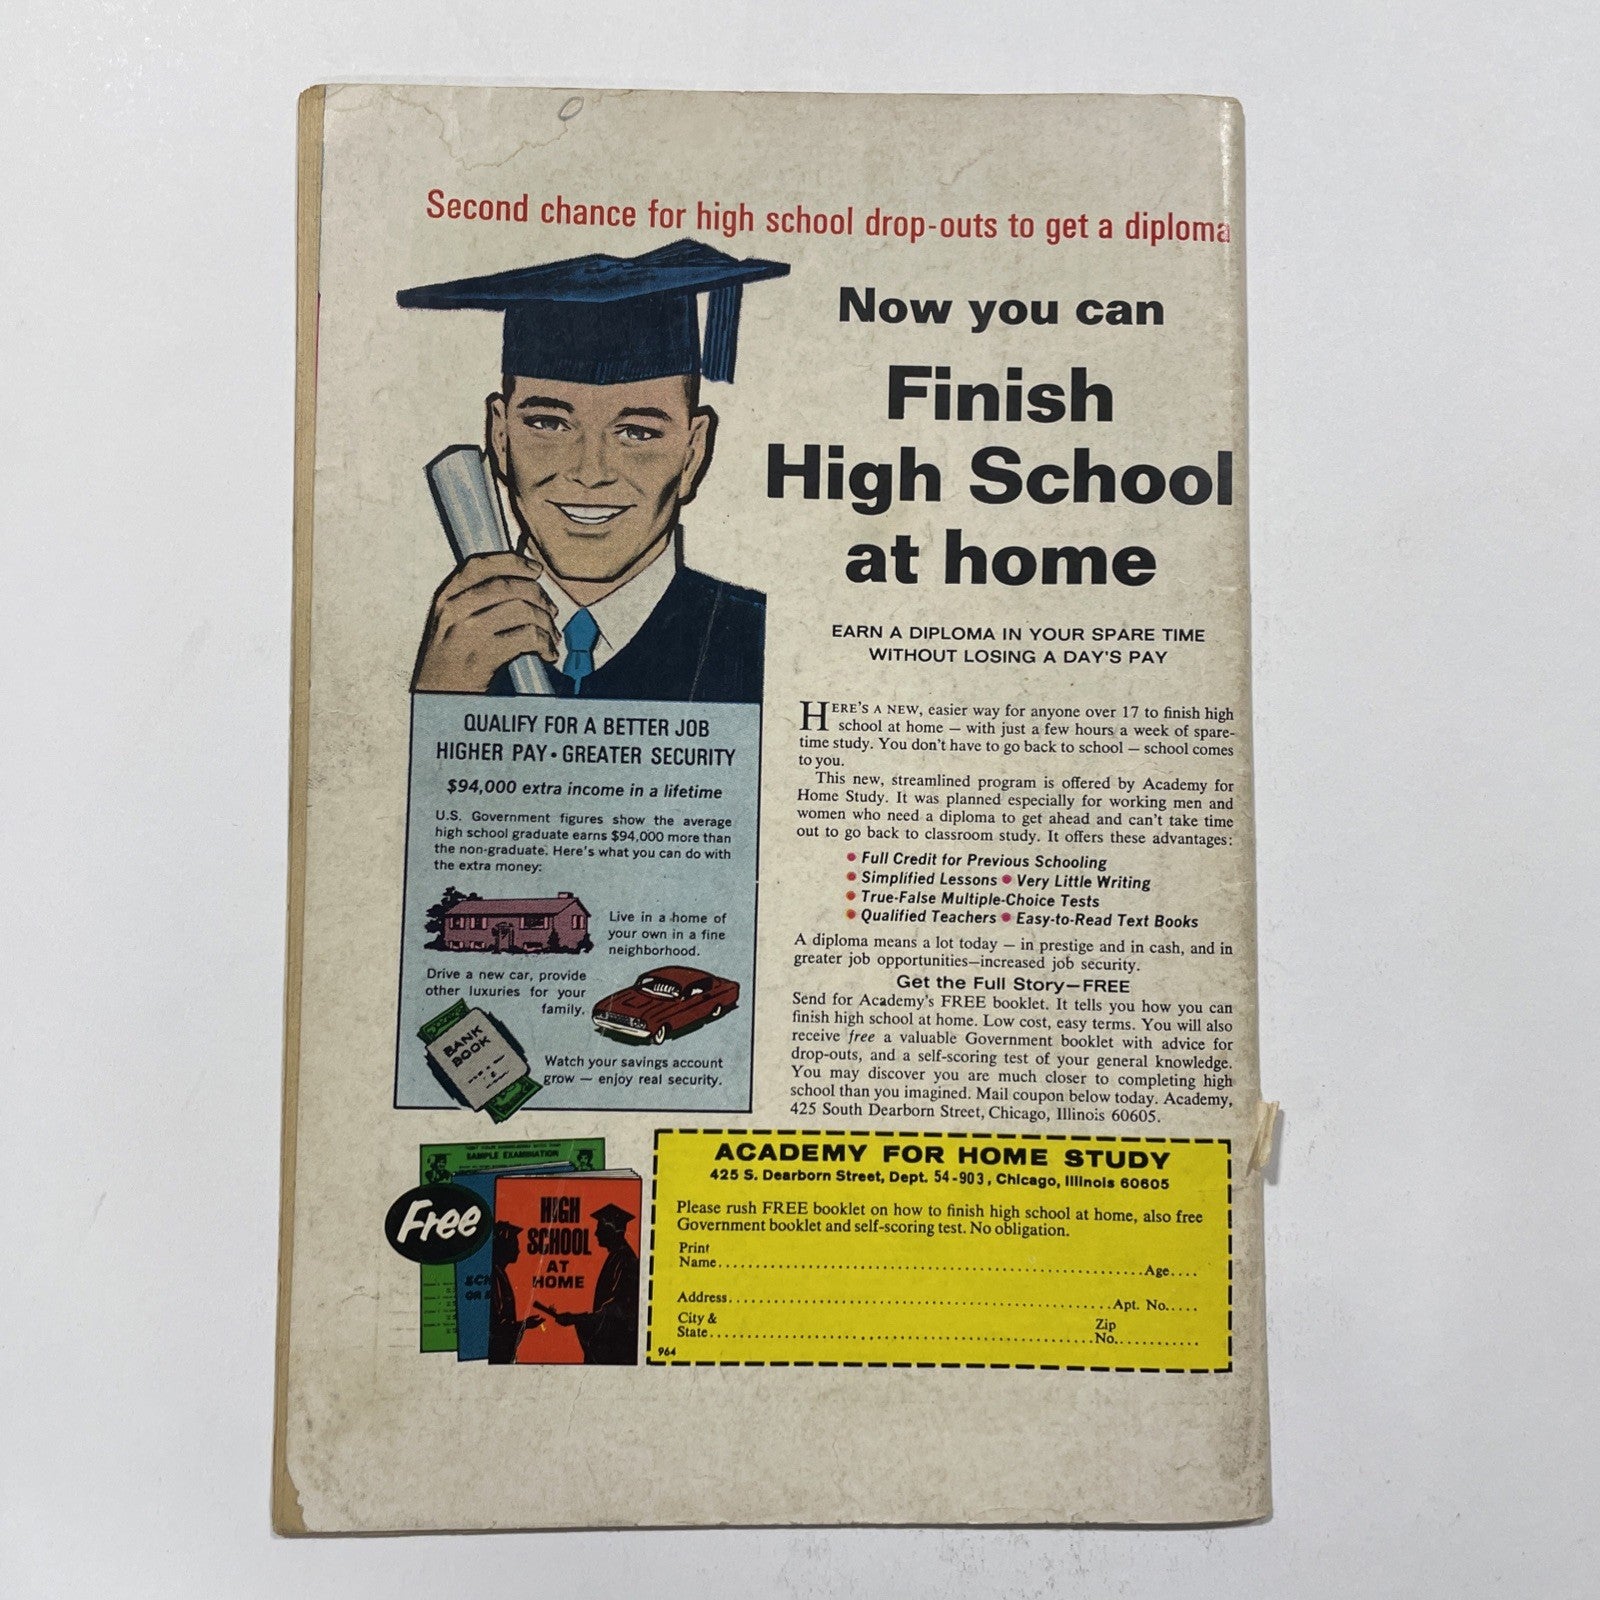 Second chance for high school drop-outs to get a diploma
Now you can
Finish
High School
at home
EARN A DIPLOMA IN YOUR SPARE TIME
WITHOUT LOSING A DAY'S PAY
HERE'S A NEW, easier way for anyone over 17 to finish high
school at home — with just a few hours a week of spare-
time study. You don't have to go back to school — school comes
to you.
This new, streamlined program is offered by Academy for
Home Study. It was planned especially for working men and
women who need a diploma to get ahead and can't take time
out to go back to classroom study. It offers these advantages:
• Full Credit for Previous Schooling
• Simplified Lessons • Very Little Writing
• True-False Multiple-Choice Tests
• Qualified Teachers • Easy-to-Read Text Books
A diploma means a lot today — in prestige and in cash, and in
greater job opportunities—increased job security.
Get the Full Story—FREE
Send for Academy's FREE booklet. It tells you how you can
finish high school at home. Low cost, easy terms. You will also
receive free a valuable Government booklet with advice for
drop-outs, and a self-scoring test of your general knowledge.
You may discover you are much closer to completing high
school than you imagined. Mail coupon below today. Academy,
425 South Dearborn Street, Chicago, Illinois 60605.
QUALIFY FOR A BETTER JOB
HIGHER PAY • GREATER SECURITY
$94,000 extra income in a lifetime
U.S. Government figures show the average
high school graduate earns $94,000 more than
the non-graduate. Here's what you can do with
the extra money:
Live in a home of
your own in a fine
neighborhood.
Drive a new car, provide
other luxuries for your
family.
BANK
BOOK
Watch your savings account
grow — enjoy real security.
SAMPLE EXAMINATION
Free
HIGH
SCHOOL
AT
HOME
ACADEMY FOR HOME STUDY
425 S. Dearborn Street, Dept. 54-903, Chicago, Illinois 60605
Please rush FREE booklet on how to finish high school at home, also free
Government booklet and self-scoring test. No obligation.
Print
Name Age
Address Apt. No.
City & Zip
State No.
964